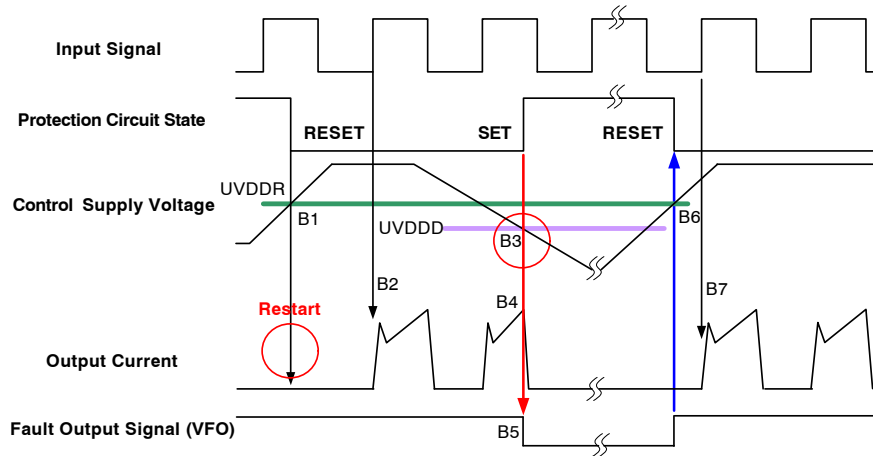 Input Signal
Protection Circuit State
RESET
SET
RESET
UVDDR
Control Supply Voltage
B1
B6
UVDDD
B3
B2
B7
Restart
B4
Output Current
Fault Output Signal (VFO)
B5